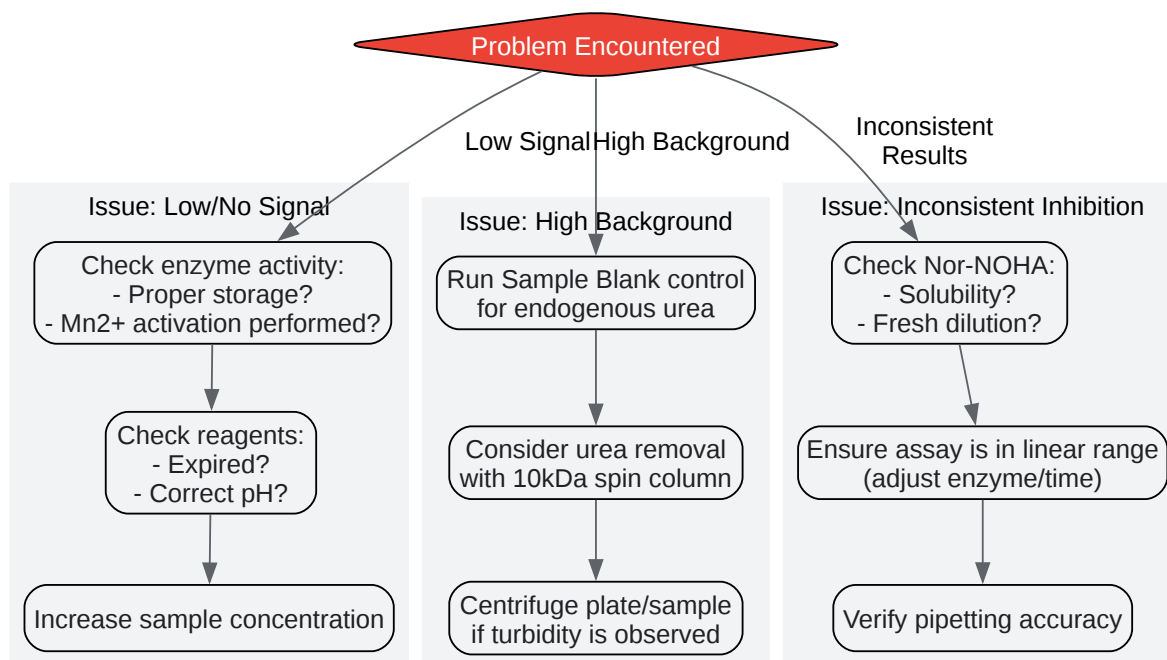 Problem Encountered
Low Signal
High Background
Inconsistent
Results
Issue: Low/No Signal
Check enzyme activity:
- Proper storage?
- Mn2+ activation performed?
Check reagents:
- Expired?
- Correct pH?
Increase sample concentration
Issue: High Background
Run Sample Blank control
for endogenous urea
Consider urea removal
with 10kDa spin column
Centrifuge plate/sample
if turbidity is observed
Issue: Inconsistent Inhibition
Check Nor-NOHA:
- Solubility?
- Fresh dilution?
Ensure assay is in linear range
(adjust enzyme/time)
Verify pipetting accuracy